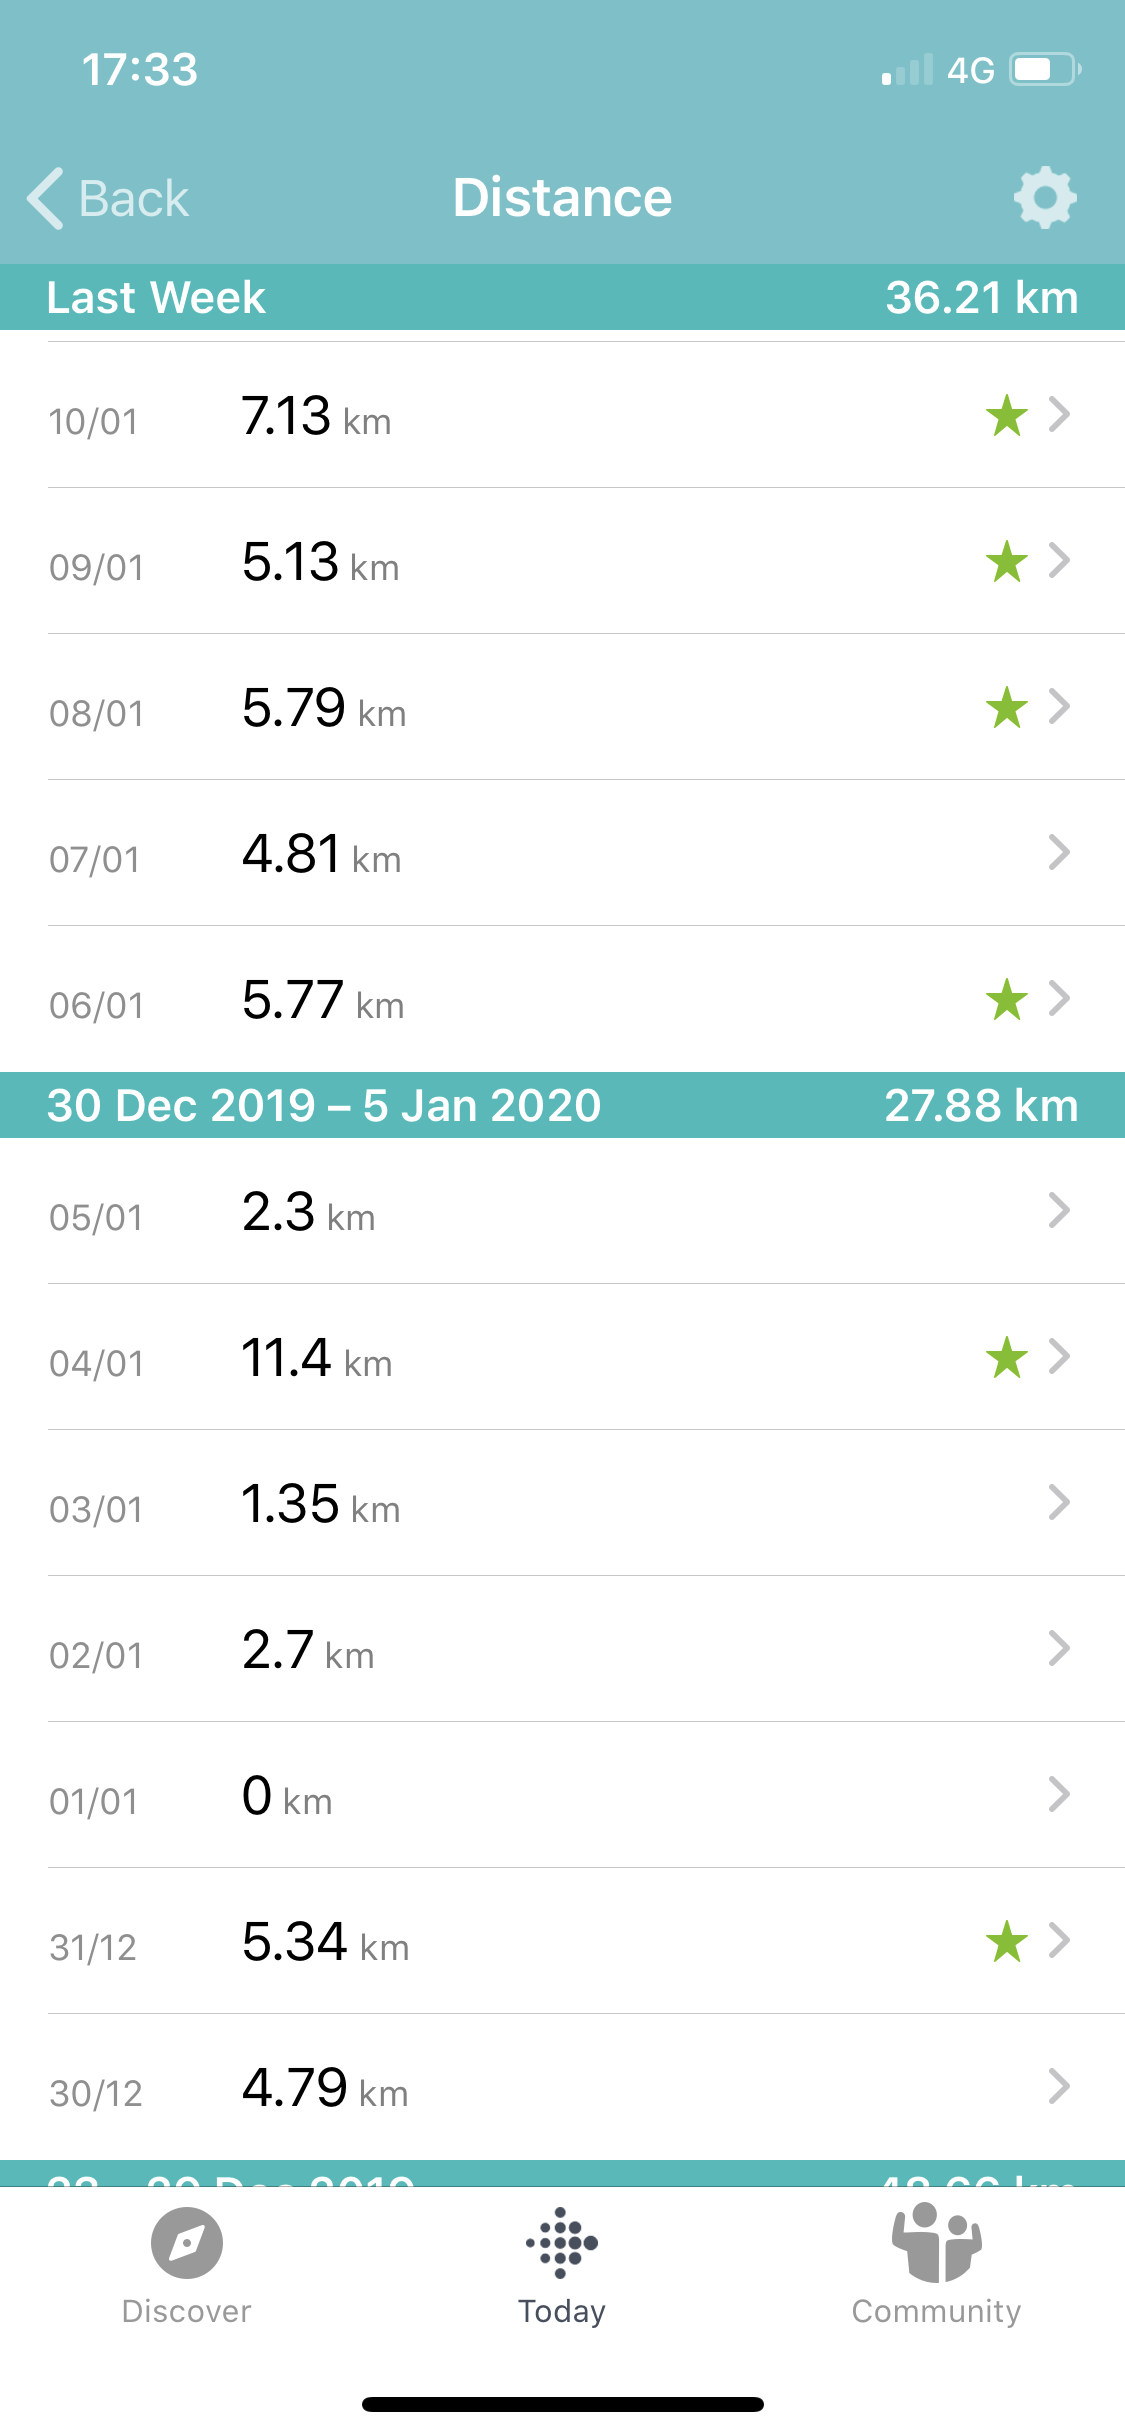 17:33 4G
Back Distance
Last Week 36.21 km
10/01 7.13 km
09/01 5.13 km
08/01 5.79 km
07/01 4.81 km
06/01 5.77 km
30 Dec 2019 – 5 Jan 2020 27.88 km
05/01 2.3 km
04/01 11.4 km
03/01 1.35 km
02/01 2.7 km
01/01 0 km
31/12 5.34 km
30/12 4.79 km
Discover Today Community